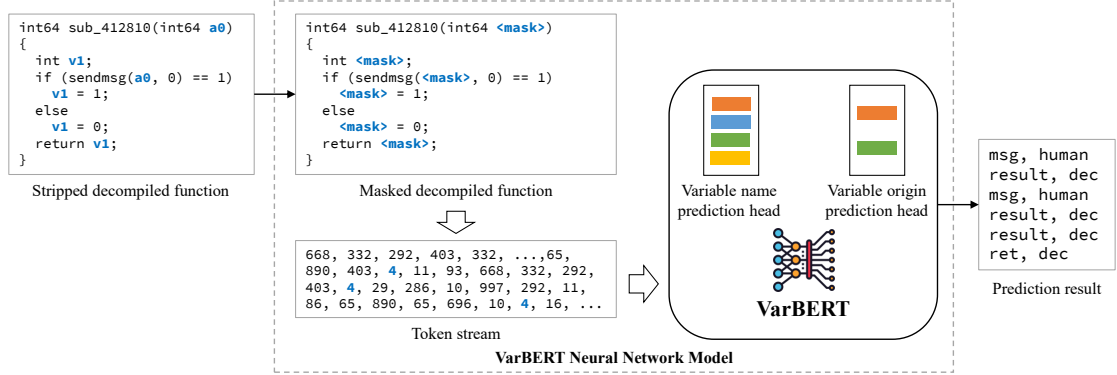 int64 sub_412810(int64 a0)
{
  int v1;
  if (sendmsg(a0, 0) == 1)
    v1 = 1;
  else
    v1 = 0;
  return v1;
}
Stripped decompiled function
int64 sub_412810(int64 <mask>)
{
  int <mask>;
  if (sendmsg(<mask>, 0) == 1)
    <mask> = 1;
  else
    <mask> = 0;
  return <mask>;
}
Masked decompiled function
668, 332, 292, 403, 332, ...,65,
890, 403, 4, 11, 93, 668, 332, 292,
403, 4, 29, 286, 10, 997, 292, 11,
86, 65, 890, 65, 696, 10, 4, 16, ...
Token stream
Variable name
prediction head
Variable origin
prediction head
VarBERT
VarBERT Neural Network Model
msg, human
result, dec
msg, human
result, dec
result, dec
ret, dec
Prediction result